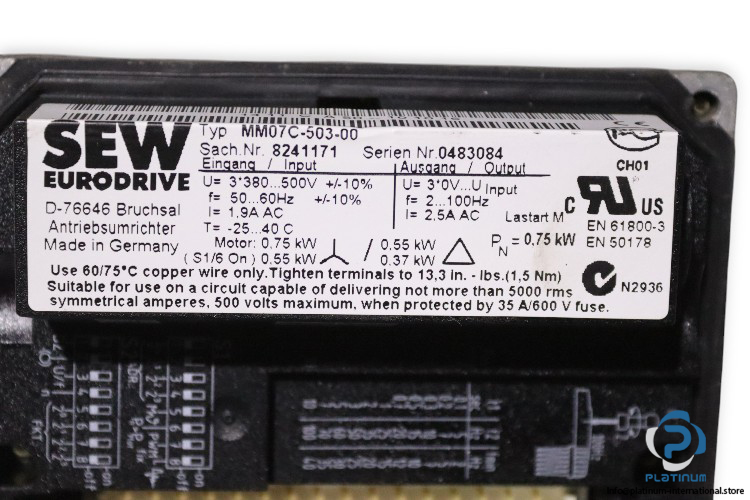 SEW
EURODRIVE
D-76646 Bruchsal
Antriebsumrichter
Made in Germany
Typ MM07C-503-00
Sach.Nr. 8241171 Serien Nr.0483084
Eingang / Input
U= 3*380...500V +/-10%
f= 50...60Hz +/-10%
I= 1,9A AC
T= -25...40 C
Ausgang / Output
U= 3*0V...U Input
f= 2...100Hz
I= 2,5A AC
Lastart M
Motor: 0,75 kW / 0.55 kW
( S1/6 On ) 0.55 kW 0.37 kW
PN = 0,75 kW
CH01
C UR US
EN 61800-3
EN 50178
N2936
Use 60/75°C copper wire only.Tighten terminals to 13,3 in. - lbs.(1,5 Nm)
Suitable for use on a circuit capable of delivering not more than 5000 rms
symmetrical amperes, 500 volts maximum, when protected by 35 A/600 V fuse.
PLATINUM